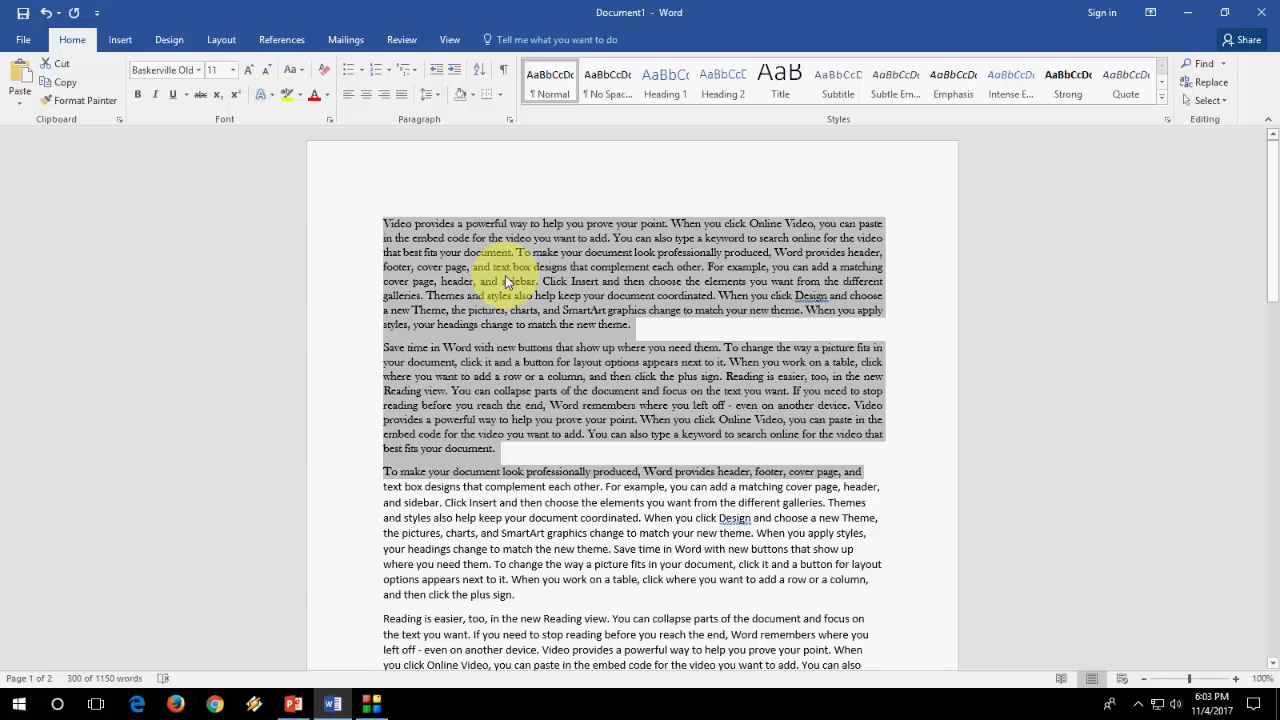 Document1 - Word
Sign in
File Home Insert Design Layout References Mailings Review View Tell me what you want to do Share
Paste Cut Copy Format Painter
Baskerville Old 11
AaBbCcDc AaBbCcDc AaBbCc AaBbCcD AaB AaBbCcD AaBbCcDc AaBbCcDc AaBbCcDc AaBbCcDc AaBbCcDc
¶ Normal ¶ No Spac... Heading 1 Heading 2 Title Subtitle Subtle Em... Emphasis Intense E... Strong Quote
Find Replace Select
Clipboard Font Paragraph Styles Editing
Video provides a powerful way to help you prove your point. When you click Online Video, you can paste
in the embed code for the video you want to add. You can also type a keyword to search online for the video
that best fits your document. To make your document look professionally produced, Word provides header,
footer, cover page, and text box designs that complement each other. For example, you can add a matching
cover page, header, and sidebar. Click Insert and then choose the elements you want from the different
galleries. Themes and styles also help keep your document coordinated. When you click Design and choose
a new Theme, the pictures, charts, and SmartArt graphics change to match your new theme. When you apply
styles, your headings change to match the new theme.
Save time in Word with new buttons that show up where you need them. To change the way a picture fits in
your document, click it and a button for layout options appears next to it. When you work on a table, click
where you want to add a row or a column, and then click the plus sign. Reading is easier, too, in the new
Reading view. You can collapse parts of the document and focus on the text you want. If you need to stop
reading before you reach the end, Word remembers where you left off - even on another device. Video
provides a powerful way to help you prove your point. When you click Online Video, you can paste in the
embed code for the video you want to add. You can also type a keyword to search online for the video that
best fits your document.
To make your document look professionally produced, Word provides header, footer, cover page, and
text box designs that complement each other. For example, you can add a matching cover page, header,
and sidebar. Click Insert and then choose the elements you want from the different galleries. Themes
and styles also help keep your document coordinated. When you click Design and choose a new Theme,
the pictures, charts, and SmartArt graphics change to match your new theme. When you apply styles,
your headings change to match the new theme. Save time in Word with new buttons that show up
where you need them. To change the way a picture fits in your document, click it and a button for layout
options appears next to it. When you work on a table, click where you want to add a row or a column,
and then click the plus sign.
Reading is easier, too, in the new Reading view. You can collapse parts of the document and focus on
the text you want. If you need to stop reading before you reach the end, Word remembers where you
left off - even on another device. Video provides a powerful way to help you prove your point. When
you click Online Video, you can paste in the embed code for the video you want to add. You can also
Page 1 of 2 300 of 1150 words 100%
6:03 PM
11/4/2017